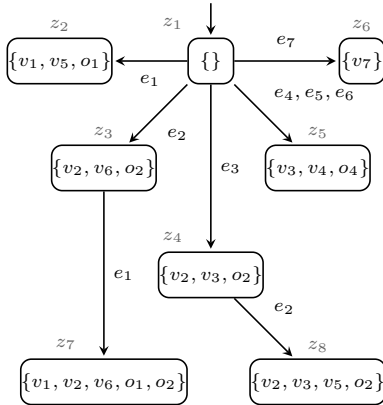 z₂ z₁ z₆
{v₁, v₅, o₁} e₁ {} e₇ {v₇}
e₄, e₅, e₆
z₃ e₂ z₅
{v₂, v₆, o₂} e₃ {v₃, v₄, o₄}
z₄
e₁ {v₂, v₃, o₂}
e₂
z₇ z₈
{v₁, v₂, v₆, o₁, o₂} {v₂, v₃, v₅, o₂}